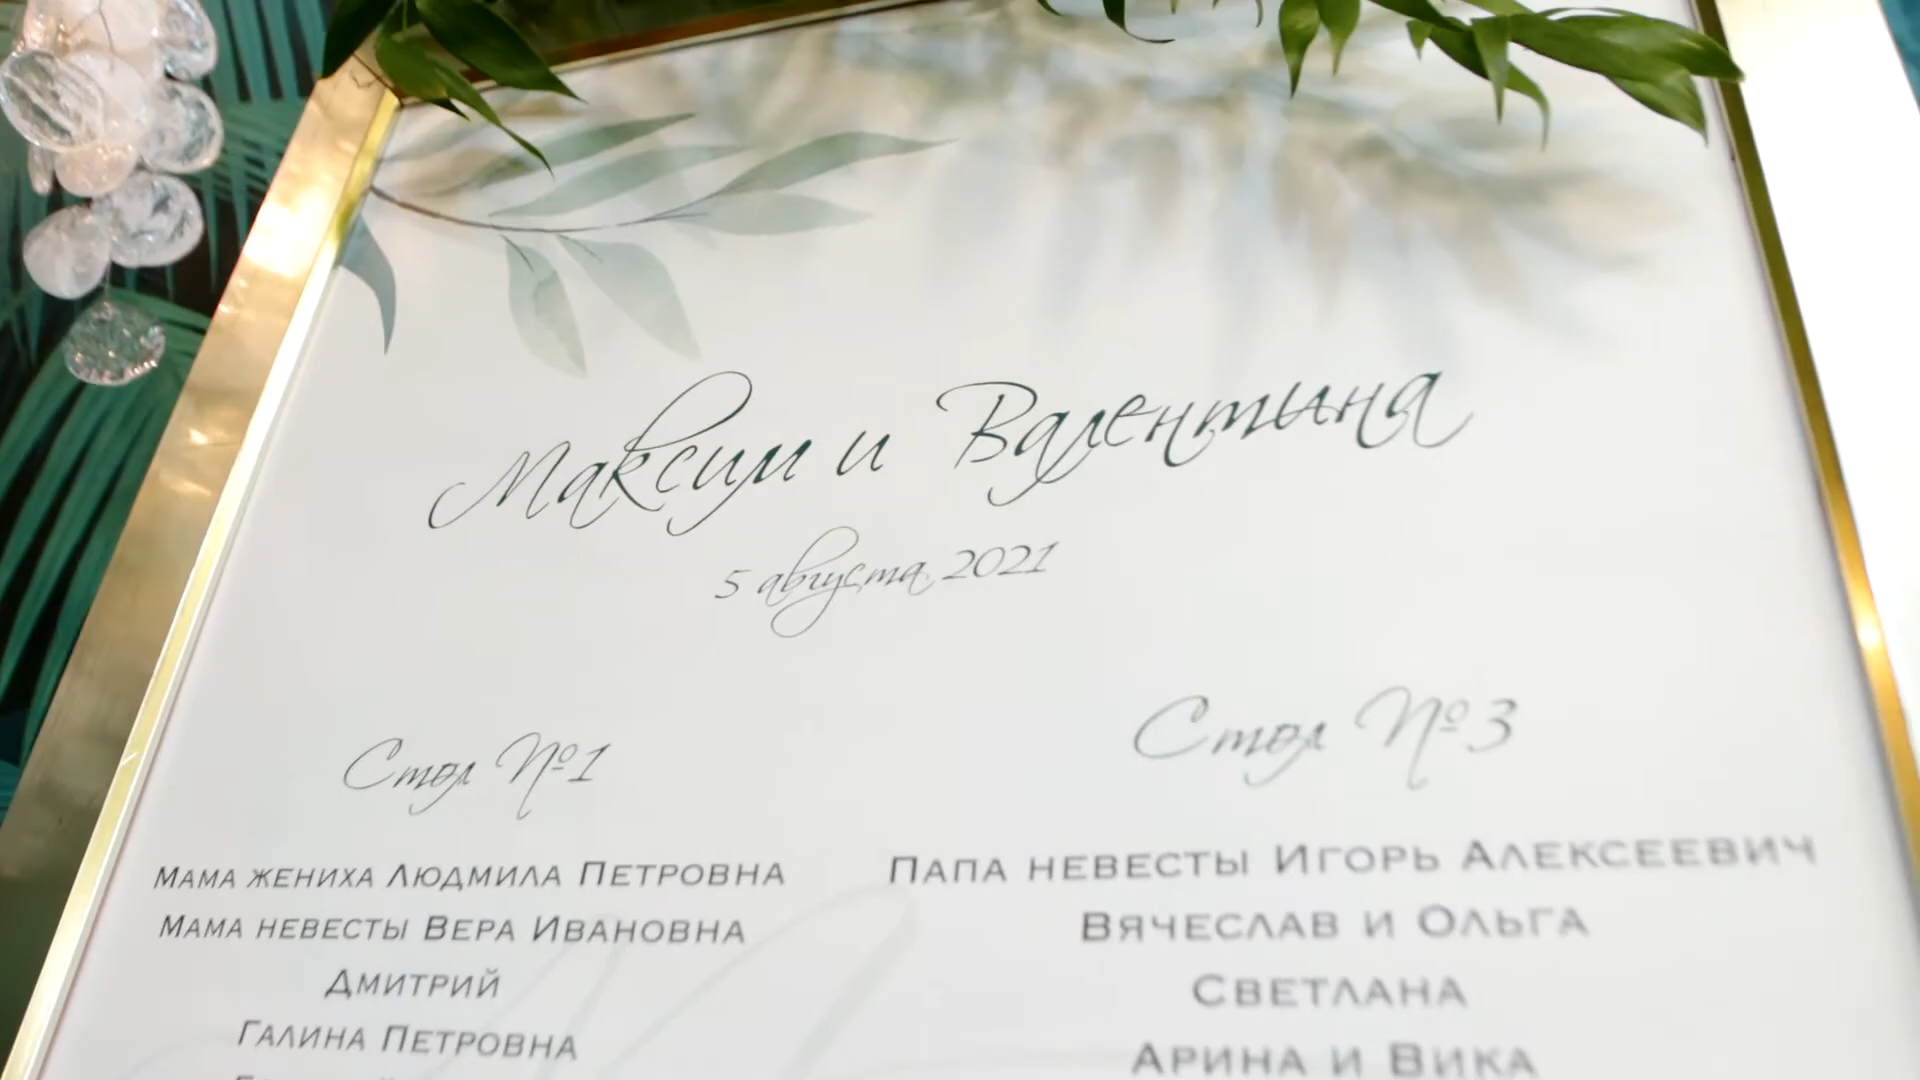 Максим и Валентина
5 августа 2021
Стол №1
Мама жениха Людмила Петровна
Мама невесты Вера Ивановна
Дмитрий
Галина Петровна
Стол №3
Папа невесты Игорь Алексеевич
Вячеслав и Ольга
Светлана
Арина и Вика